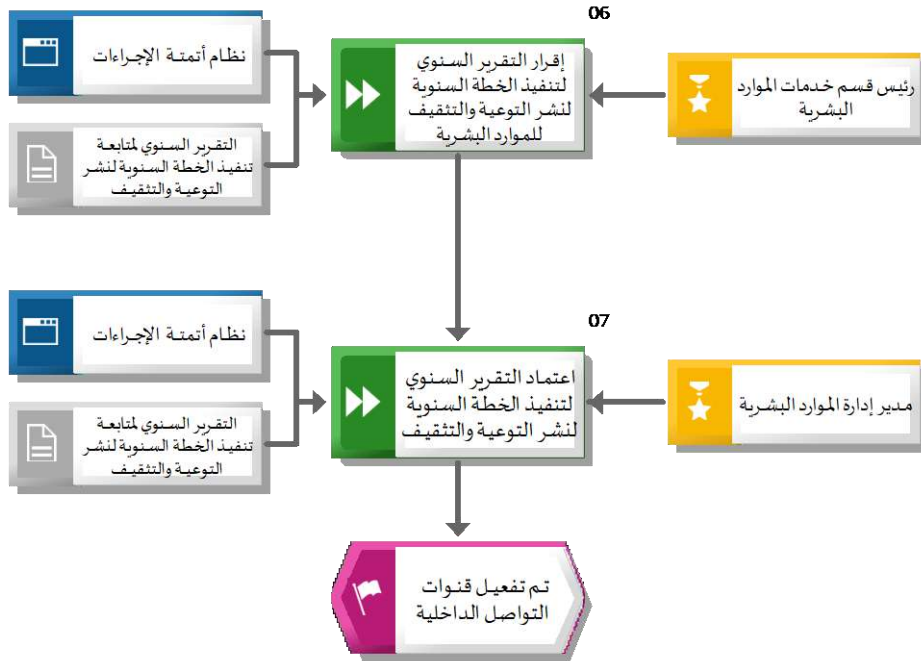 06
رئيس قسم خدمات الموارد
البشرية
إقرار التقرير السنوي
لتنفيذ الخطة السنوية
لنشر التوعية والتثقيف
للموارد البشرية
نظام أتمتة الإجراءات
التقرير السنوي لمتابعة
تنفيذ الخطة السنوية لنشر
التوعية والتثقيف
07
مدير إدارة الموارد البشرية
اعتماد التقرير السنوي
لتنفيذ الخطة السنوية
لنشر التوعية والتثقيف
نظام أتمتة الإجراءات
التقرير السنوي لمتابعة
تنفيذ الخطة السنوية لنشر
التوعية والتثقيف
تم تفعيل قنوات
التواصل الداخلية